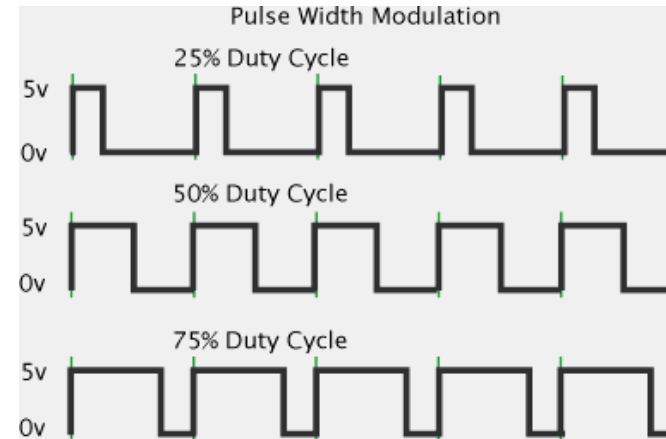 Pulse Width Modulation
25% Duty Cycle
5v
0v
50% Duty Cycle
5v
0v
75% Duty Cycle
5v
0v